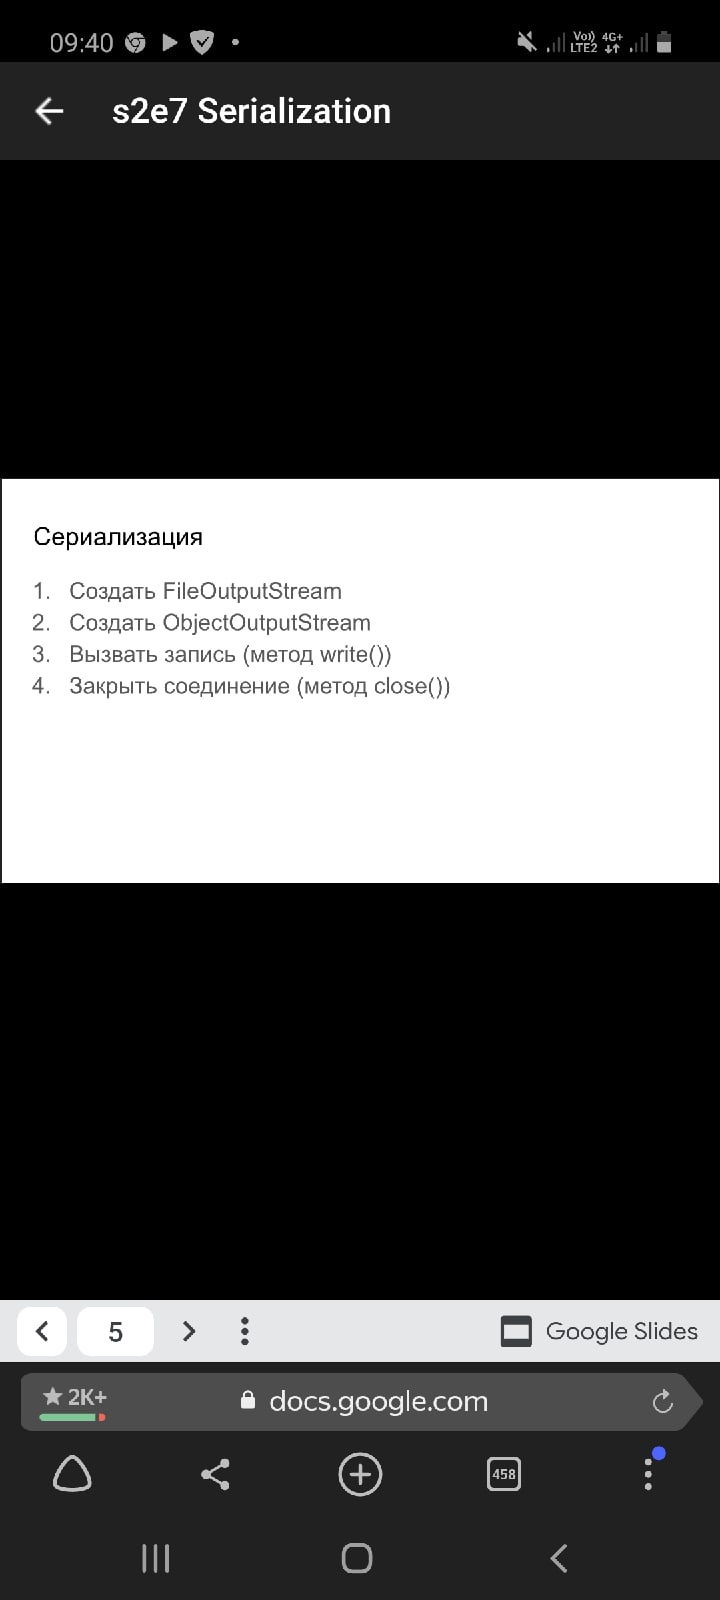 09:40
Vo) 4G+
LTE2
s2e7 Serialization
Сериализация
1. Создать FileOutputStream
2. Создать ObjectOutputStream
3. Вызвать запись (метод write())
4. Закрыть соединение (метод close())
5
Google Slides
2K+
docs.google.com
458